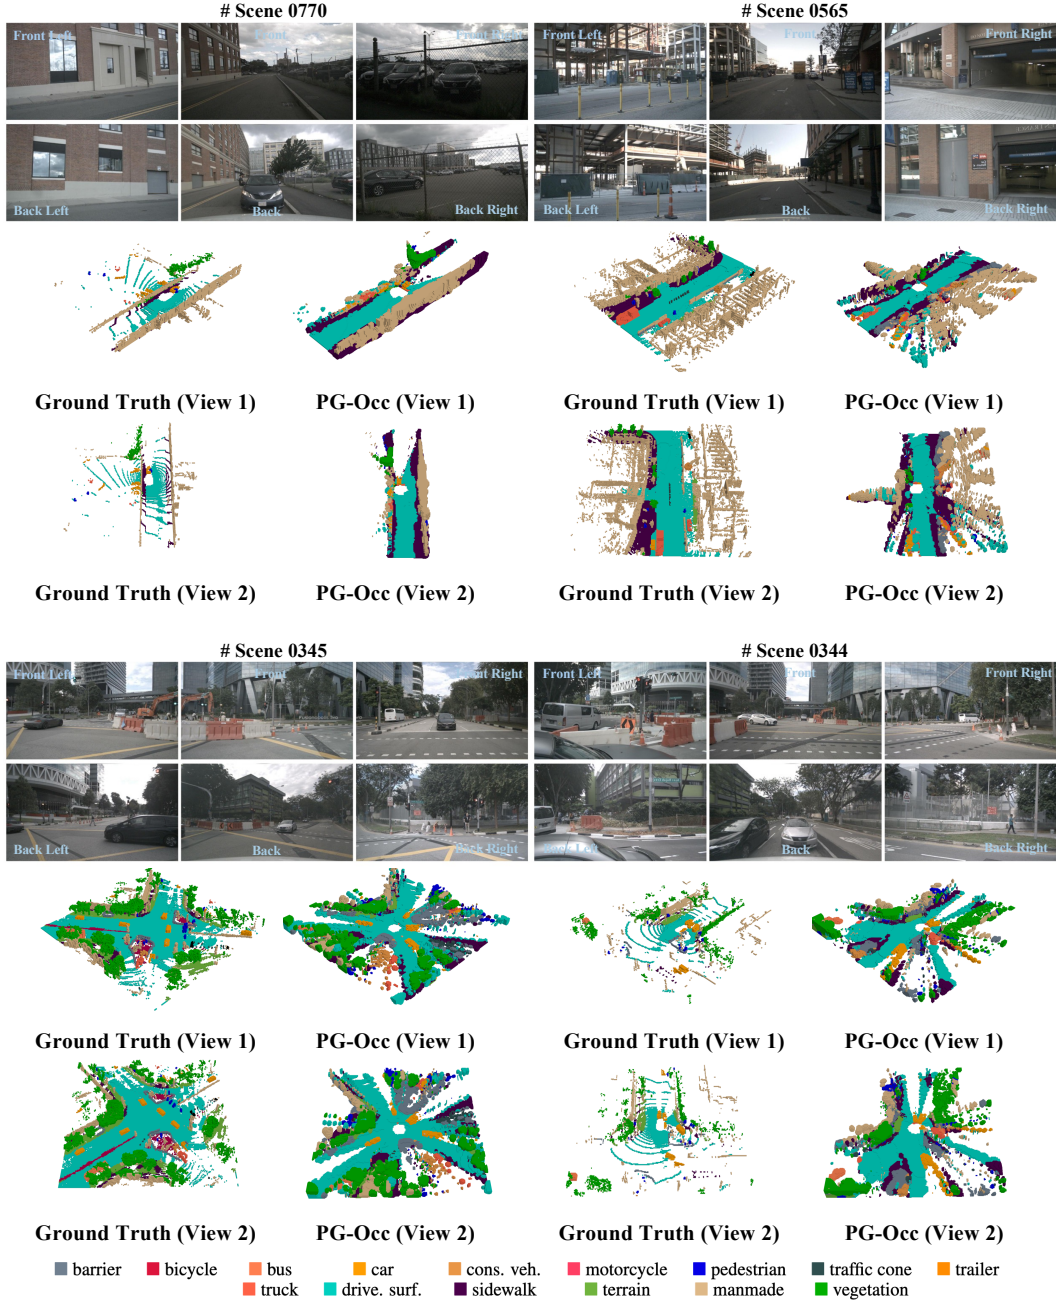 # Scene 0770
# Scene 0565
Front Left
Front
Front Right
Front Left
Front
Front Right
Back Left
Back
Back Right
Back Left
Back
Back Right
Ground Truth (View 1)
PG-Occ (View 1)
Ground Truth (View 1)
PG-Occ (View 1)
Ground Truth (View 2)
PG-Occ (View 2)
Ground Truth (View 2)
PG-Occ (View 2)
# Scene 0345
# Scene 0344
Front Left
Front
Front Right
Front Left
Front
Front Right
Back Left
Back
Back Right
Back Left
Back
Back Right
Ground Truth (View 1)
PG-Occ (View 1)
Ground Truth (View 1)
PG-Occ (View 1)
Ground Truth (View 2)
PG-Occ (View 2)
Ground Truth (View 2)
PG-Occ (View 2)
barrier bicycle bus car cons. veh. motorcycle pedestrian traffic cone trailer
truck drive. surf. sidewalk terrain manmade vegetation